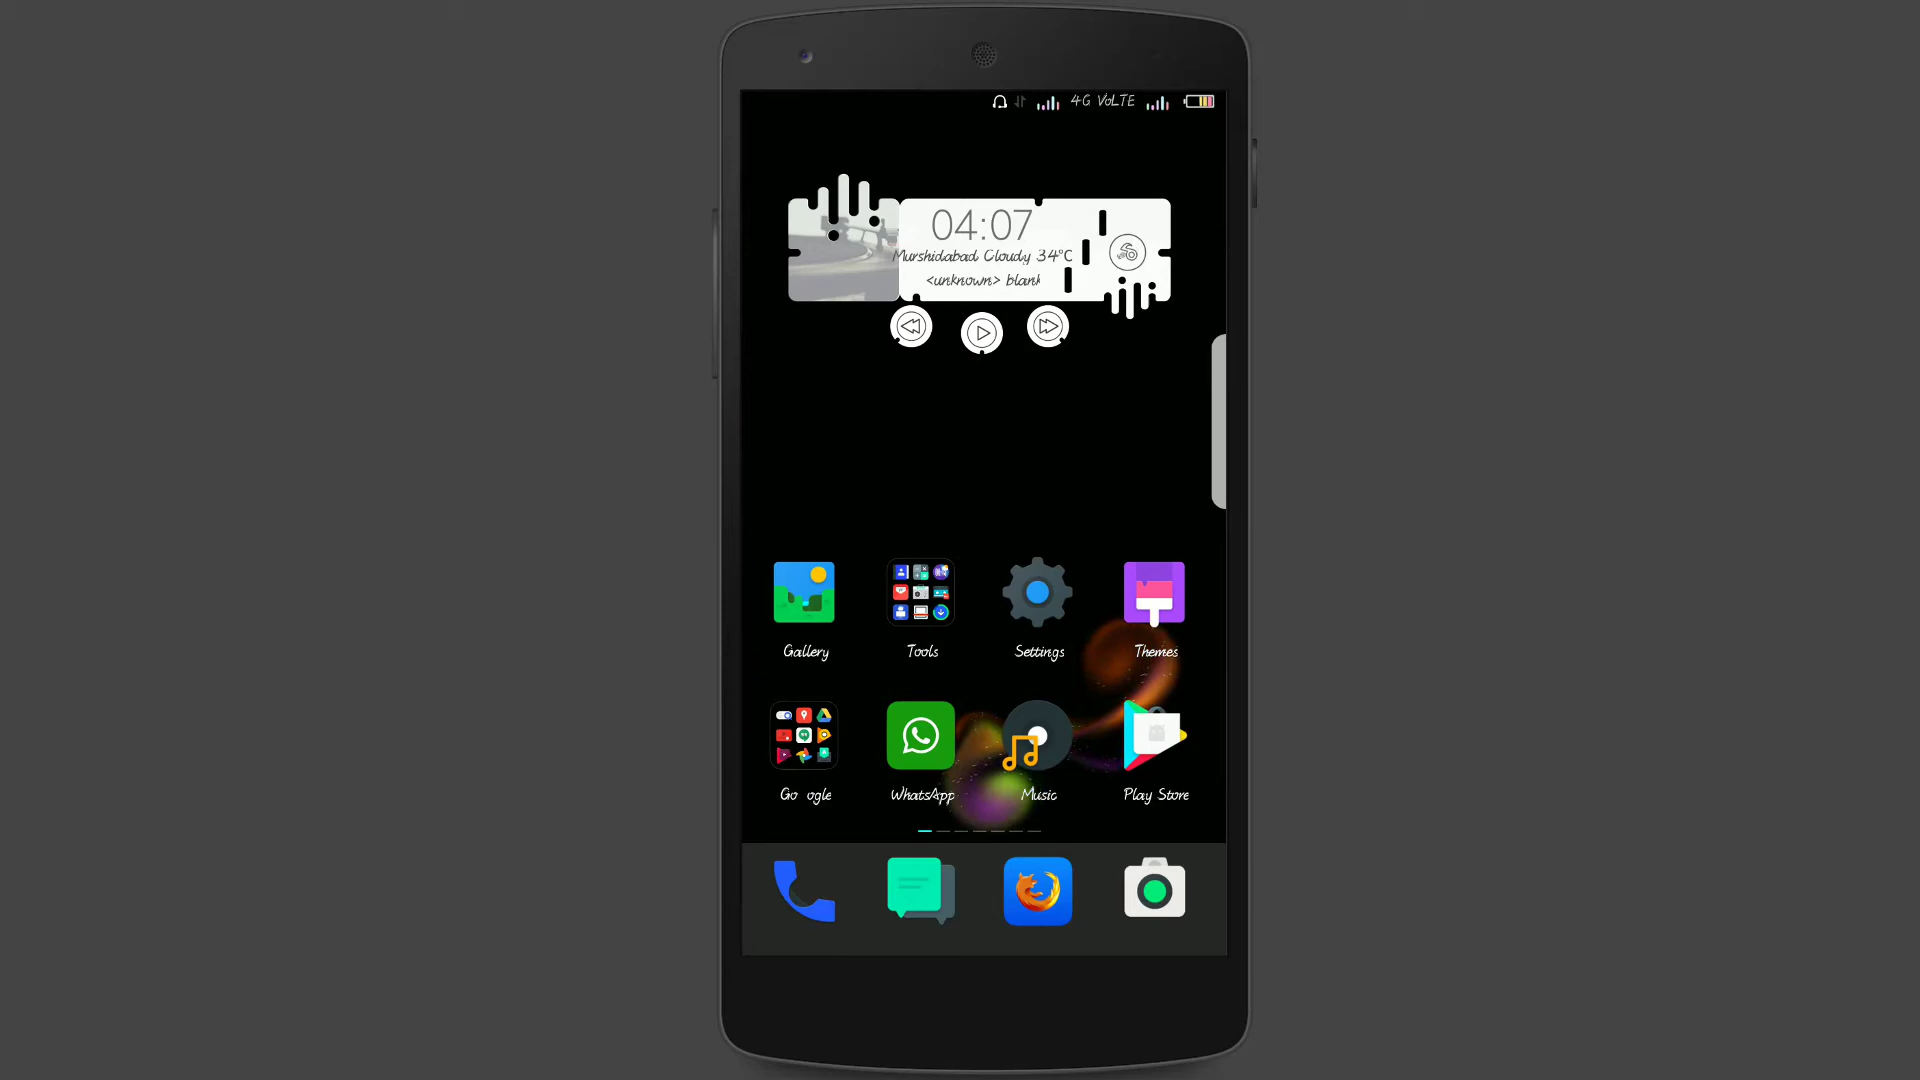 4G VoLTE
04:07
Murshidabad Cloudy 34°C
<unknown> blank
Gallery
Tools
Settings
Themes
Go ogle
WhatsApp
Music
Play Store